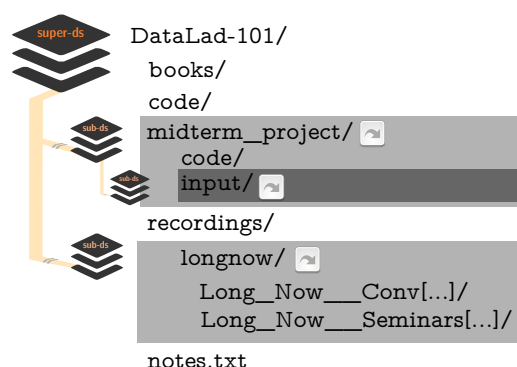 super-ds
DataLad-101/
books/
code/
sub-ds
midterm_project/
code/
sub-ds
input/
recordings/
sub-ds
longnow/
Long_Now__Conv[...]/
Long_Now__Seminars[...]/
notes.txt